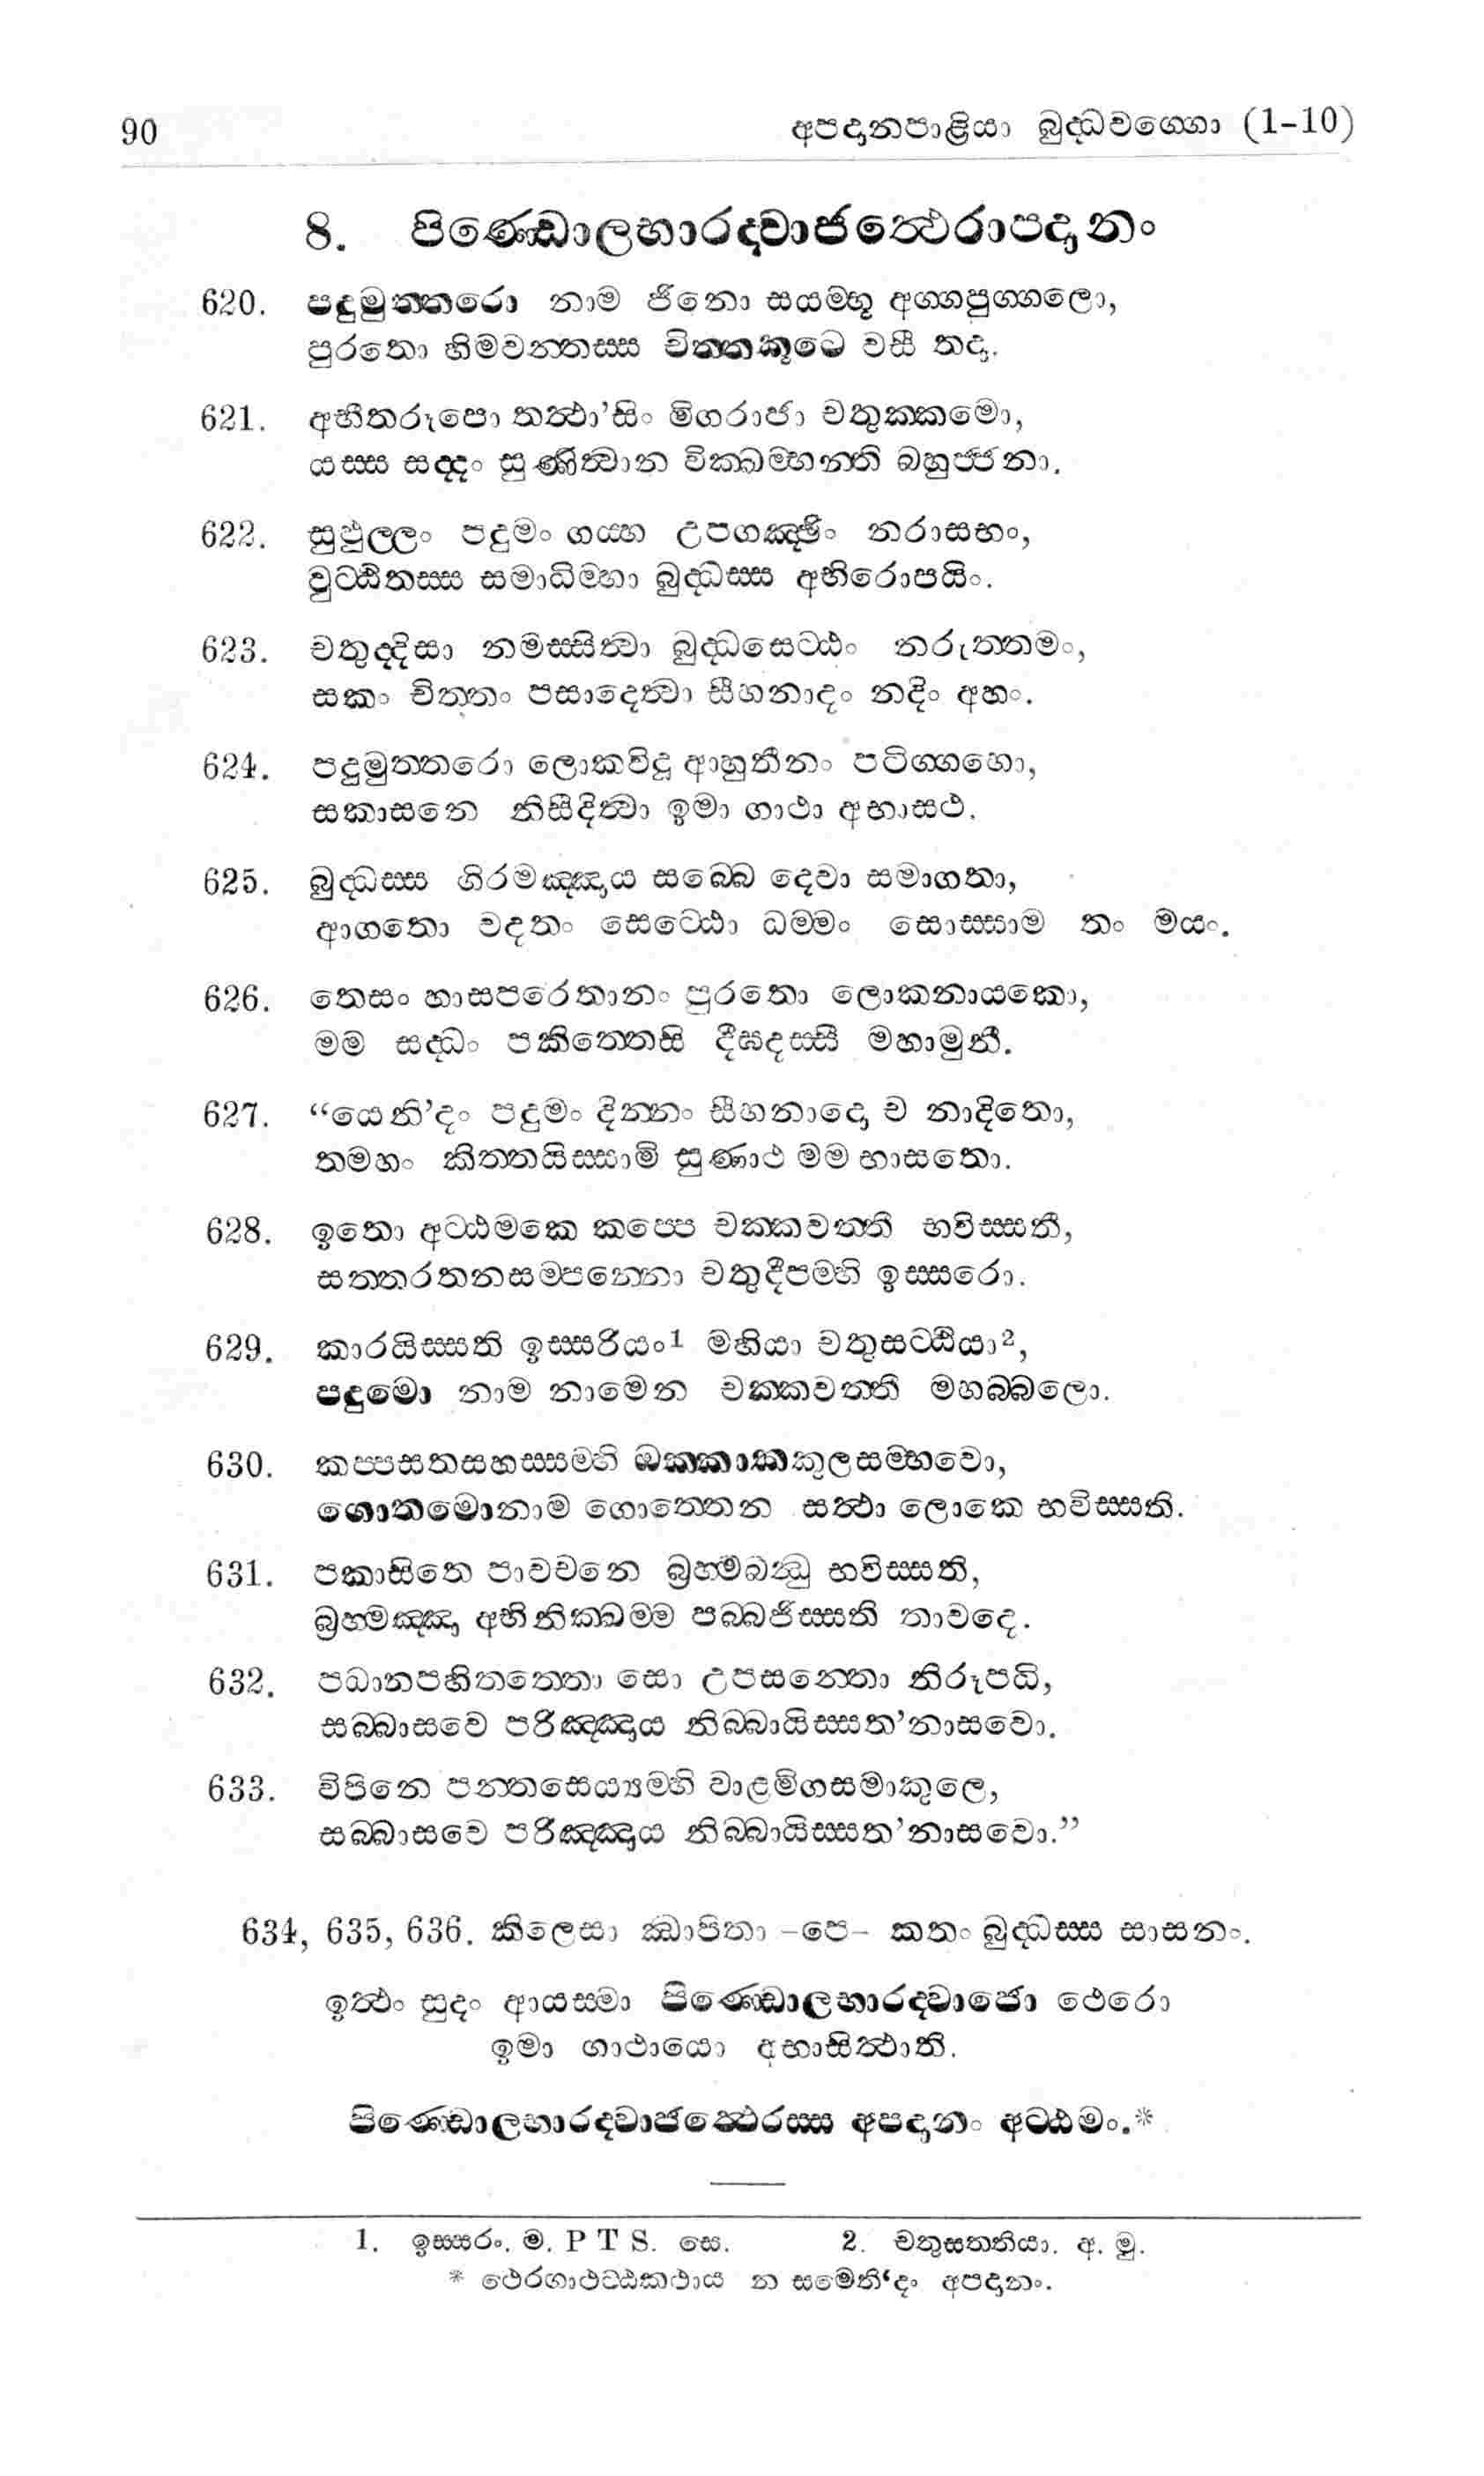 90
අපදානපාළියා බුද්ධවග්ගො (1-10)
8. පිණ්ඩොලභාරද්වාජත්ථෙරාපදානං
620. පදුමුත්තරො නාම ජිනො සයම්භූ අග්ගපුග්ගලො,
පුරතො හිමවන්තස්ස චිත්තකූටෙ වසී තදා.
621. අභීතරූපො තත්ථා’සිං මිගරාජා චතුක්කමො,
යස්ස සද්දං සුණිත්වාන වික්ඛම්භන්ති බහුජ්ජනා.
622. සුඵුල්ලං පදුමං ගය්හ උපගඤ්ඡිං නරාසභං,
වුට්ඨිතස්ස සමාධිම්හා බුද්ධස්ස අභිරොපයිං.
623. චතුද්දිසා නමස්සිත්වා බුද්ධසෙට්ඨං නරුත්තමං,
සකං චිත්තං පසාදෙත්වා සීහනාදං නදිං අහං.
624. පදුමුත්තරො ලොකවිදූ ආහුතීනං පටිග්ගහො,
සකාසනෙ නිසීදිත්වා ඉමා ගාථා අභාසථ.
625. බුද්ධස්ස ගිරමඤ්ඤාය සබ්බෙ දෙවා සමාගතා,
ආගතො වදතං සෙට්ඨො ධම්මං සොස්සාම තං මයං.
626. තෙසං හාසපරෙතානං පුරතො ලොකනායකො,
මම සද්ධං පකිත්තෙසි දීඝදස්සී මහාමුනී.
627. “යෙනි’දං පදුමං දින්නං සීහනාදො ච නාදිතො,
තමහං කිත්තයිස්සාමි සුණාථ මම භාසතො.
628. ඉතො අට්ඨමකෙ කප්පෙ චක්කවත්තී භවිස්සතී,
සත්තරතනසම්පන්නො චතුදීපම්හි ඉස්සරො.
629. කාරයිස්සති ඉස්සරියං1 මහියා චතුසට්ඨියා2,
පදුමො නාම නාමෙන චක්කවත්තී මහබ්බලො.
630. කප්පසතසහස්සම්හි ඔක්කාකකුලසම්භවො,
ගොතමොනාම ගොත්තෙන සත්ථා ලොකෙ භවිස්සති.
631. පකාසිතෙ පාවචනෙ බ්‍රහ්මබන්ධු භවිස්සති,
බ්‍රහ්මඤ්ඤා අභිනික්ඛම්ම පබ්බජිස්සති තාවදෙ.
632. පධානපහිතත්තො සො උපසන්තො නිරූපධි,
සබ්බාසවෙ පරිඤ්ඤාය නිබ්බායිස්සත’නාසවො.
633. විපිනෙ පන්තසෙය්‍යම්හි වාළමිගසමාකුලෙ,
සබ්බාසවෙ පරිඤ්ඤාය නිබ්බායිස්සත’නාසවො.”
634, 635, 636. කිලෙසා ඣාපිතා -පෙ- කතං බුද්ධස්ස සාසනං.
ඉත්ථං සුදං ආයස්මා පිණ්ඩොලභාරද්වාජො ථෙරො
ඉමා ගාථායො අභාසිත්ථාති.
පිණ්ඩොලභාරද්වාජත්ථෙරස්ස අපදානං අට්ඨමං.*
1. ඉස්සරං. ම. P T S. සෙ. 2. චතුසත්තතියා. අ. මු.
* ථෙරගාථට්ඨකථාය න සමෙති‘දං අපදානං.